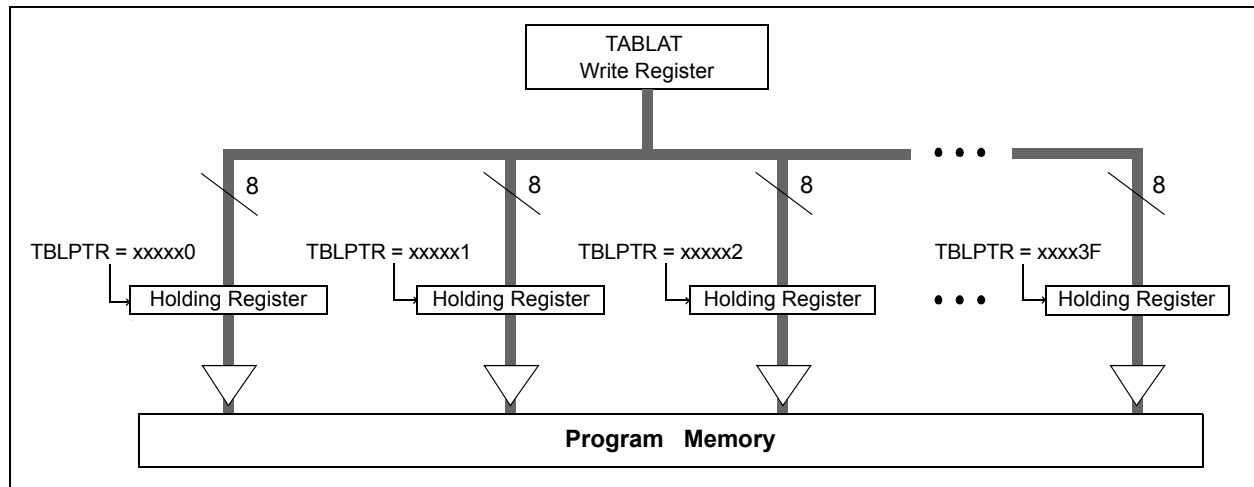 TABLAT
Write Register
8
8
8
8
TBLPTR = xxxxx0
TBLPTR = xxxxx1
TBLPTR = xxxxx2
TBLPTR = xxxx3F
Holding Register
Holding Register
Holding Register
Holding Register
Program Memory